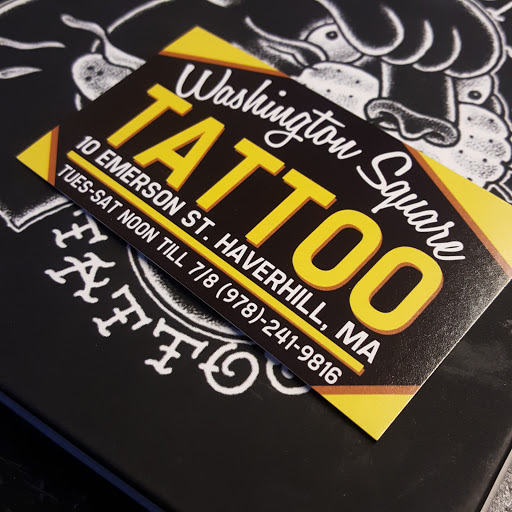 Washington Square
TATTOO
10 EMERSON ST. HAVERHILL, MA
TUES-SAT NOON TILL 7/8 (978)-241-9816
TATTOO